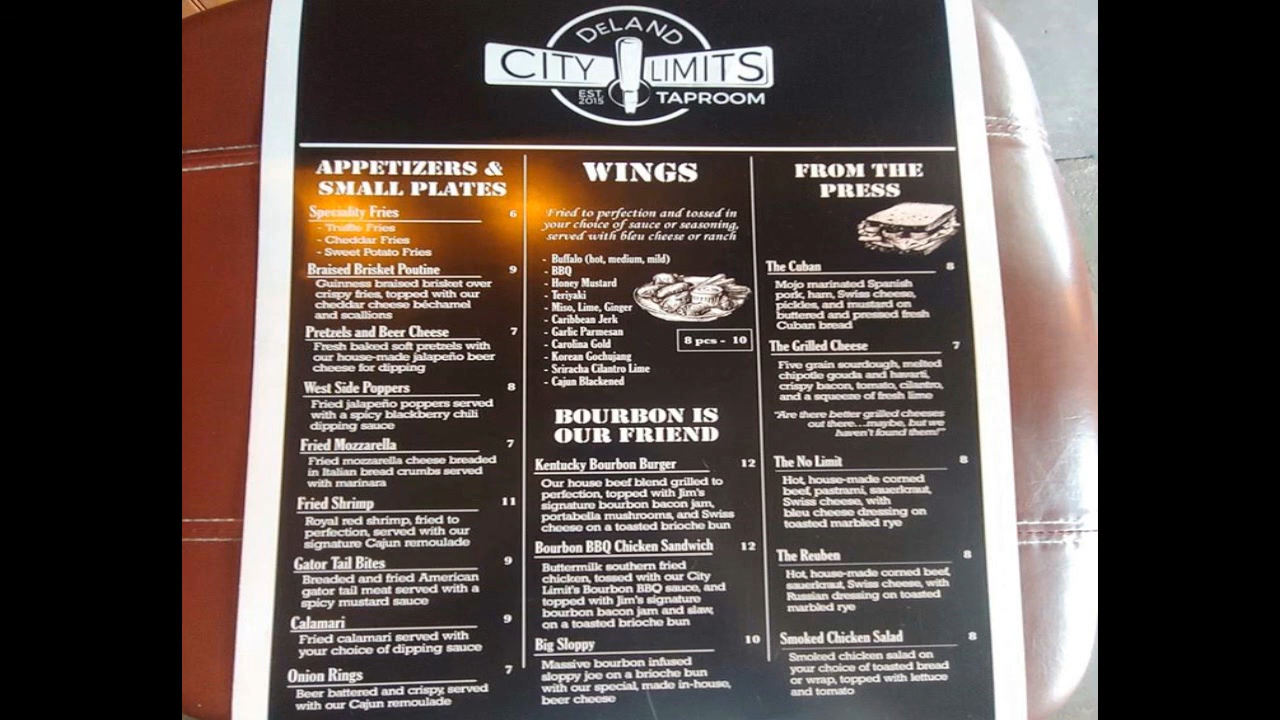 DeLAND
CITY LIMITS
EST. 2015 TAPROOM
APPETIZERS &
SMALL PLATES
Speciality Fries 6
- Truffle Fries
- Cheddar Fries
- Sweet Potato Fries
Braised Brisket Poutine 9
Guinness braised brisket over
crispy fries, topped with our
cheddar cheese béchamel
and scallions
Pretzels and Beer Cheese 7
Fresh baked soft pretzels with
our house-made jalapeño beer
cheese for dipping
West Side Poppers 8
Fried jalapeño poppers served
with a spicy blackberry chili
dipping sauce
Fried Mozzarella 7
Fried mozzarella cheese breaded
in Italian bread crumbs served
with marinara
Fried Shrimp 11
Royal red shrimp, fried to
perfection, served with our
signature Cajun remoulade
Gator Tail Bites 9
Breaded and fried American
gator tail meat served with a
spicy mustard sauce
Calamari 9
Fried calamari served with
your choice of dipping sauce
Onion Rings 7
Beer battered and crispy, served
with our Cajun remoulade
WINGS
Fried to perfection and tossed in
your choice of sauce or seasoning,
served with bleu cheese or ranch
- Buffalo (hot, medium, mild)
- BBQ
- Honey Mustard
- Teriyaki
- Miso, Lime, Ginger
- Caribbean Jerk
- Garlic Parmesan
- Carolina Gold
- Korean Gochujang
- Sriracha Cilantro Lime
- Cajun Blackened
8 pcs - 10
BOURBON IS
OUR FRIEND
Kentucky Bourbon Burger 12
Our house beef blend grilled to
perfection, topped with Jim's
signature bourbon bacon jam,
portabella mushrooms, and Swiss
cheese on a toasted brioche bun
Bourbon BBQ Chicken Sandwich 12
Buttermilk southern fried
chicken, tossed with our City
Limit's Bourbon BBQ sauce, and
topped with Jim's signature
bourbon bacon jam and slaw,
on a toasted brioche bun
Big Sloppy 10
Massive bourbon infused
sloppy joe on a brioche bun
with our special, made in-house,
beer cheese
FROM THE
PRESS
The Cuban 8
Mojo marinated Spanish
pork, ham, Swiss cheese,
pickles, and mustard on
buttered and pressed fresh
Cuban bread
The Grilled Cheese 7
Five grain sourdough, melted
chipotle gouda and havarti,
crispy bacon, tomato, cilantro,
and a squeeze of fresh lime
"Are there better grilled cheeses
out there...maybe, but we
haven't found them!"
The No Limit 8
Hot, house-made corned
beef, pastrami, sauerkraut,
Swiss cheese, with
bleu cheese dressing on
toasted marbled rye
The Reuben 8
Hot, house-made corned beef,
sauerkraut, Swiss cheese, with
Russian dressing on toasted
marbled rye
Smoked Chicken Salad 8
Smoked chicken salad on
your choice of toasted bread
or wrap, topped with lettuce
and tomato